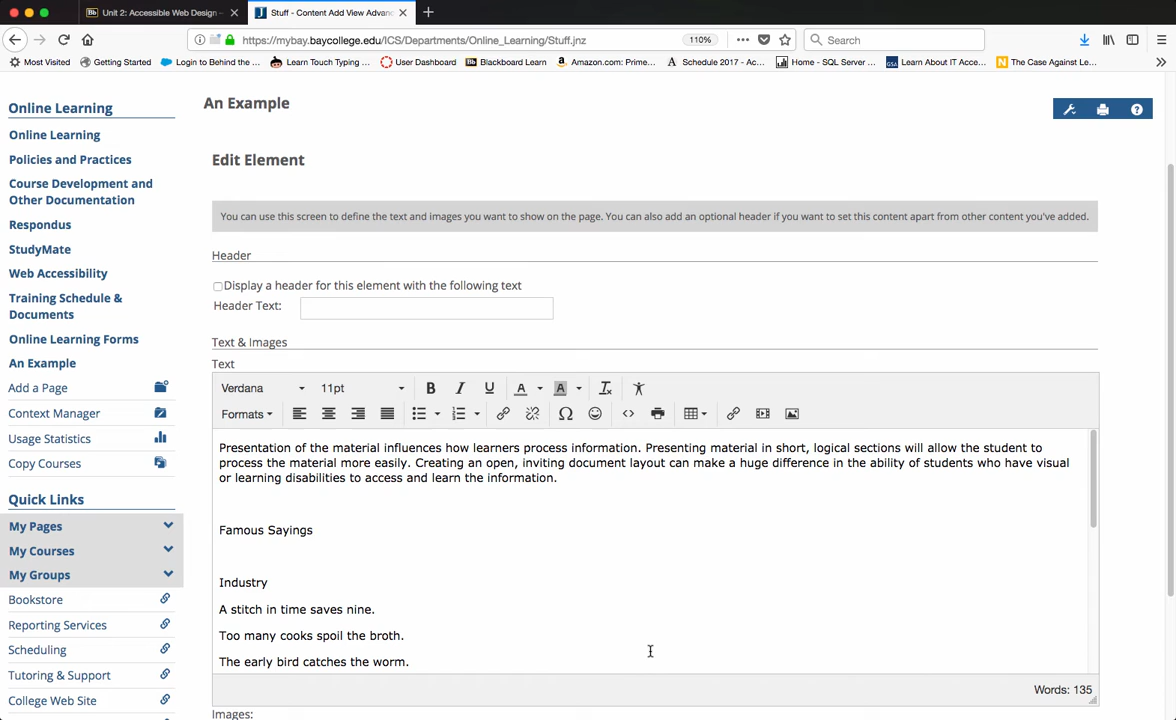 Unit 2: Accessible Web Design -
Stuff - Content Add View Advanc
https://mybay.baycollege.edu/ICS/Departments/Online_Learning/Stuff.jnz
110%
Search
Most Visited
Getting Started
Login to Behind the ...
Learn Touch Typing ...
User Dashboard
Blackboard Learn
Amazon.com: Prime...
Schedule 2017 - Ac...
Home - SQL Server ...
Learn About IT Acce...
The Case Against Le...
Online Learning
Online Learning
Policies and Practices
Course Development and
Other Documentation
Respondus
StudyMate
Web Accessibility
Training Schedule &
Documents
Online Learning Forms
An Example
Add a Page
Context Manager
Usage Statistics
Copy Courses
Quick Links
My Pages
My Courses
My Groups
Bookstore
Reporting Services
Scheduling
Tutoring & Support
College Web Site
An Example
Edit Element
You can use this screen to define the text and images you want to show on the page. You can also add an optional header if you want to set this content apart from other content you've added.
Header
Display a header for this element with the following text
Header Text:
Text & Images
Text
Verdana
11pt
Formats
Presentation of the material influences how learners process information. Presenting material in short, logical sections will allow the student to
process the material more easily. Creating an open, inviting document layout can make a huge difference in the ability of students who have visual
or learning disabilities to access and learn the information.
Famous Sayings
Industry
A stitch in time saves nine.
Too many cooks spoil the broth.
The early bird catches the worm.
Words: 135
Images: